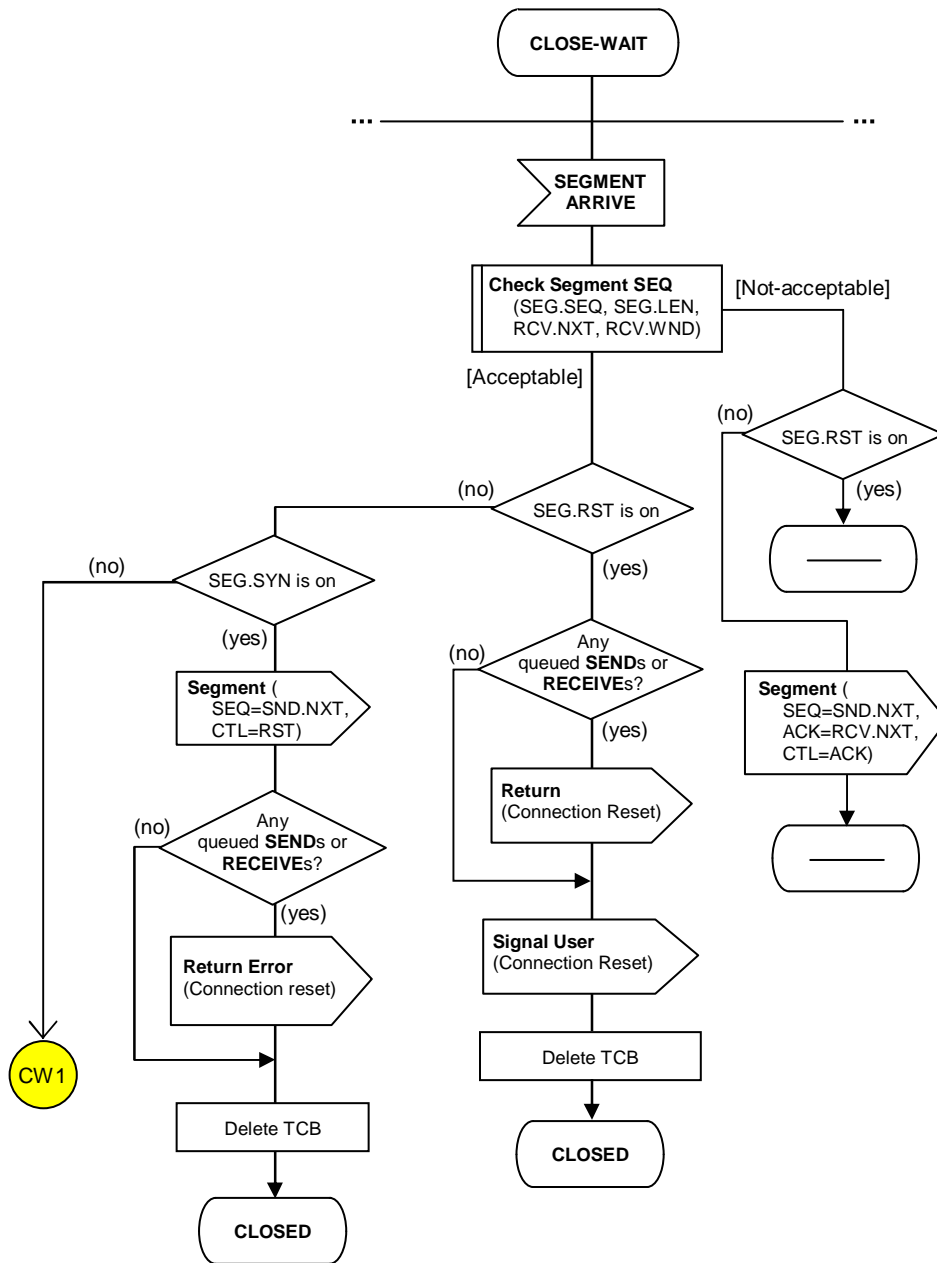 CLOSE-WAIT
... ...
SEGMENT
ARRIVE
Check Segment SEQ
(SEG.SEQ, SEG.LEN,
RCV.NXT, RCV.WND)
[Not-acceptable]
[Acceptable]
(no)
SEG.RST is on
(yes)
(no)
SEG.RST is on
(yes)
(no)
SEG.SYN is on
(yes)
Segment (
SEQ=SND.NXT,
CTL=RST)
(no)
Any
queued SENDs or
RECEIVEs?
(yes)
Segment (
SEQ=SND.NXT,
ACK=RCV.NXT,
CTL=ACK)
Return
(Connection Reset)
(no)
Any
queued SENDs or
RECEIVEs?
(yes)
Signal User
(Connection Reset)
Return Error
(Connection reset)
Delete TCB
CW1
Delete TCB
CLOSED
CLOSED